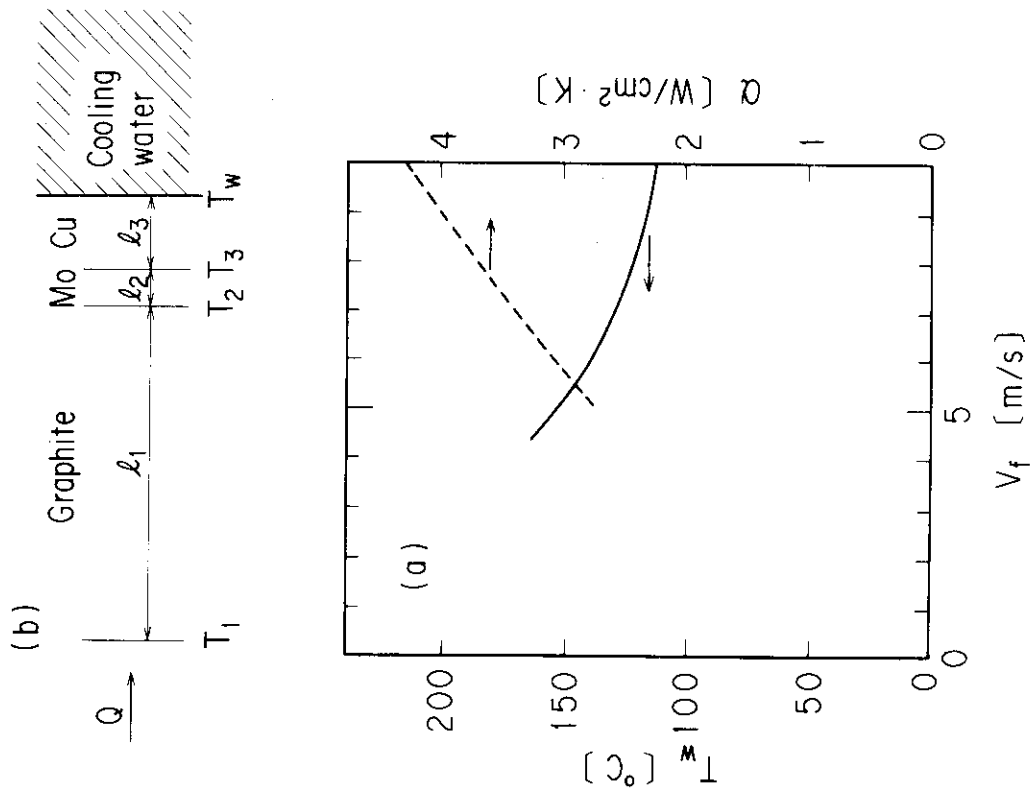 (b)
Q
Graphite Mo Cu Cooling
water
ℓ1 ℓ2 ℓ3
T1 T2 T3 Tw
(a)
Tw [°C]
200
150
100
50
0
α [W/cm²·K]
4
3
2
1
0
0 5
Vf [m/s]